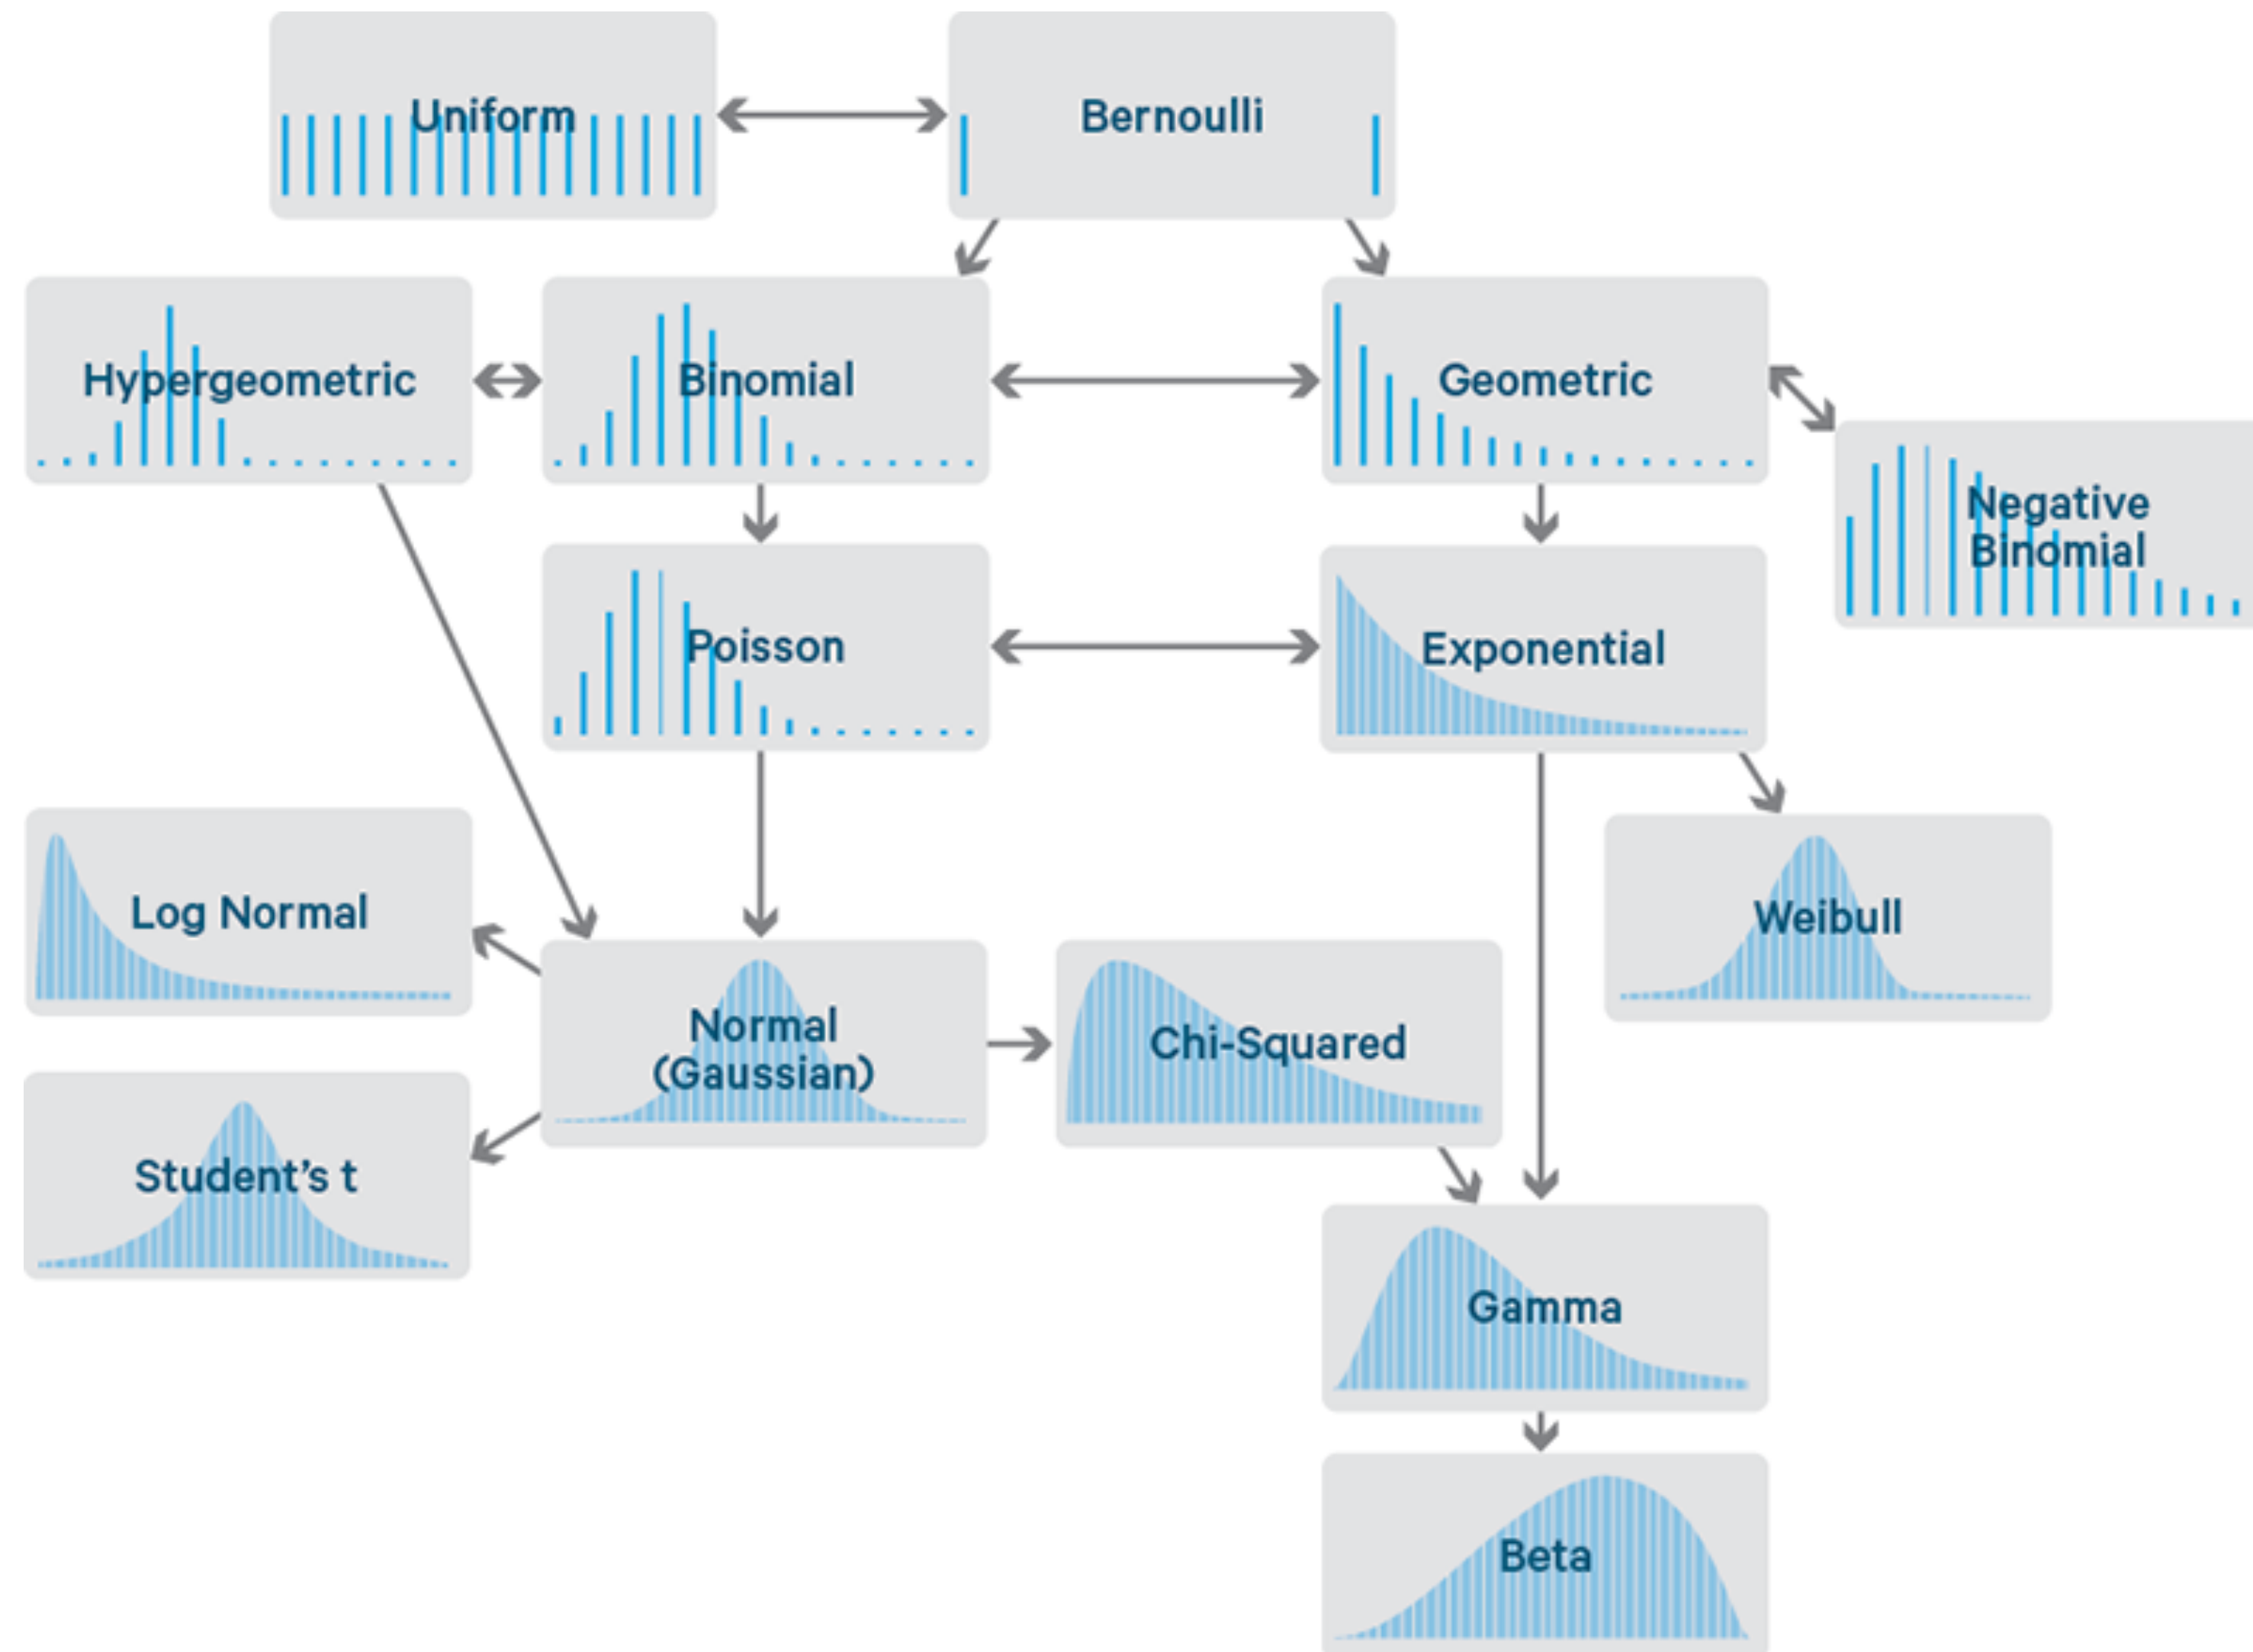 Uniform
Bernoulli
Hypergeometric
Binomial
Geometric
Negative
Binomial
Poisson
Exponential
Log Normal
Weibull
Normal
(Gaussian)
Chi-Squared
Student’s t
Gamma
Beta